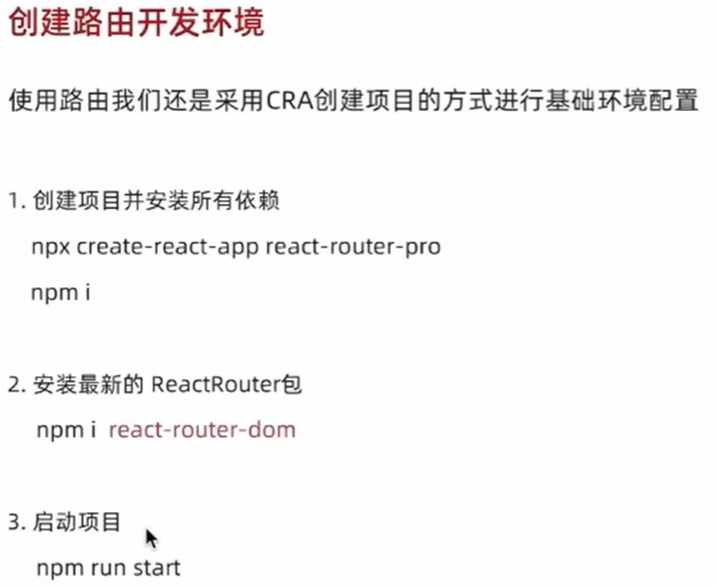 创建路由开发环境
使用路由我们还是采用CRA创建项目的方式进行基础环境配置
1. 创建项目并安装所有依赖
npx create-react-app react-router-pro
npm i
2. 安装最新的 ReactRouter包
npm i react-router-dom
3. 启动项目
npm run start